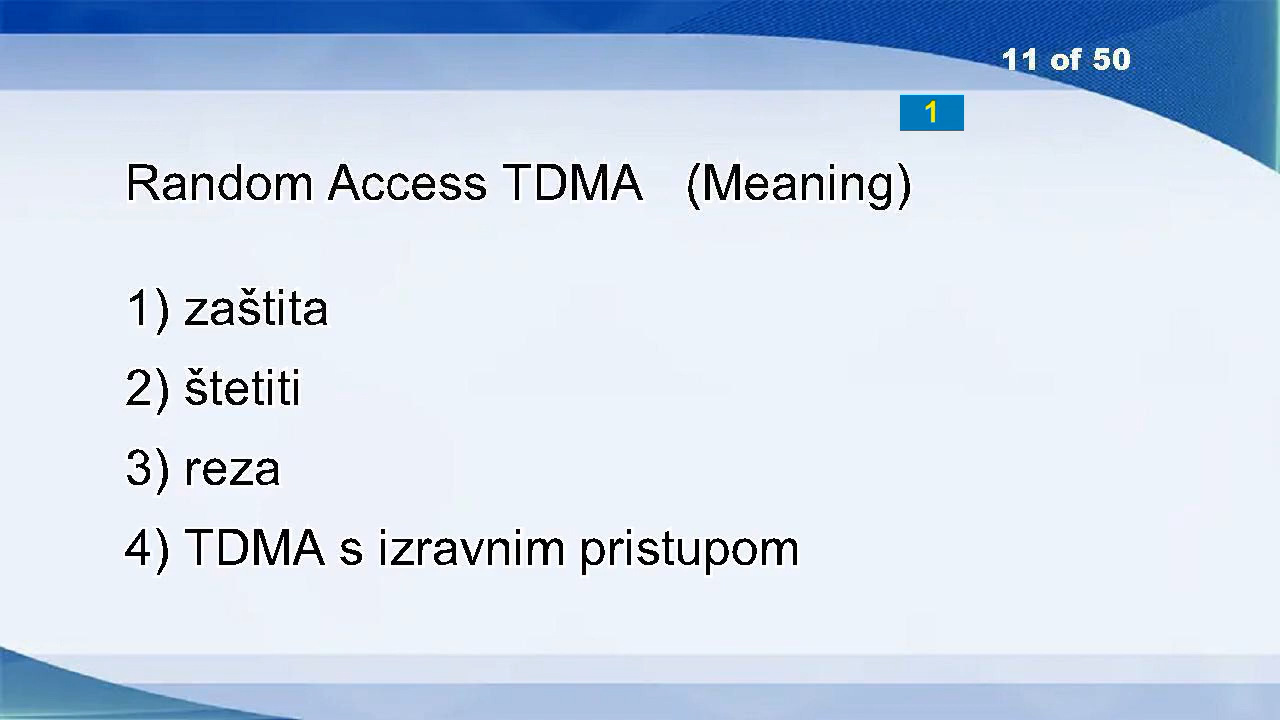 11 of 50
1
Random Access TDMA (Meaning)
1) zaštita
2) štetiti
3) reza
4) TDMA s izravnim pristupom